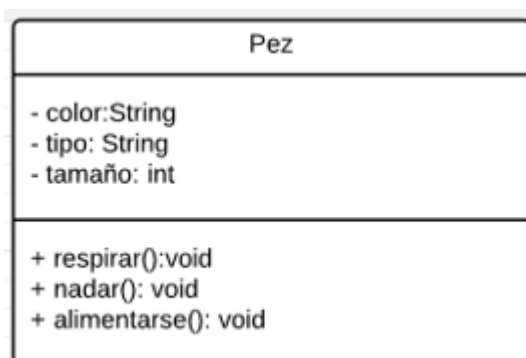 Pez
- color:String
- tipo: String
- tamaño: int
+ respirar():void
+ nadar(): void
+ alimentarse(): void